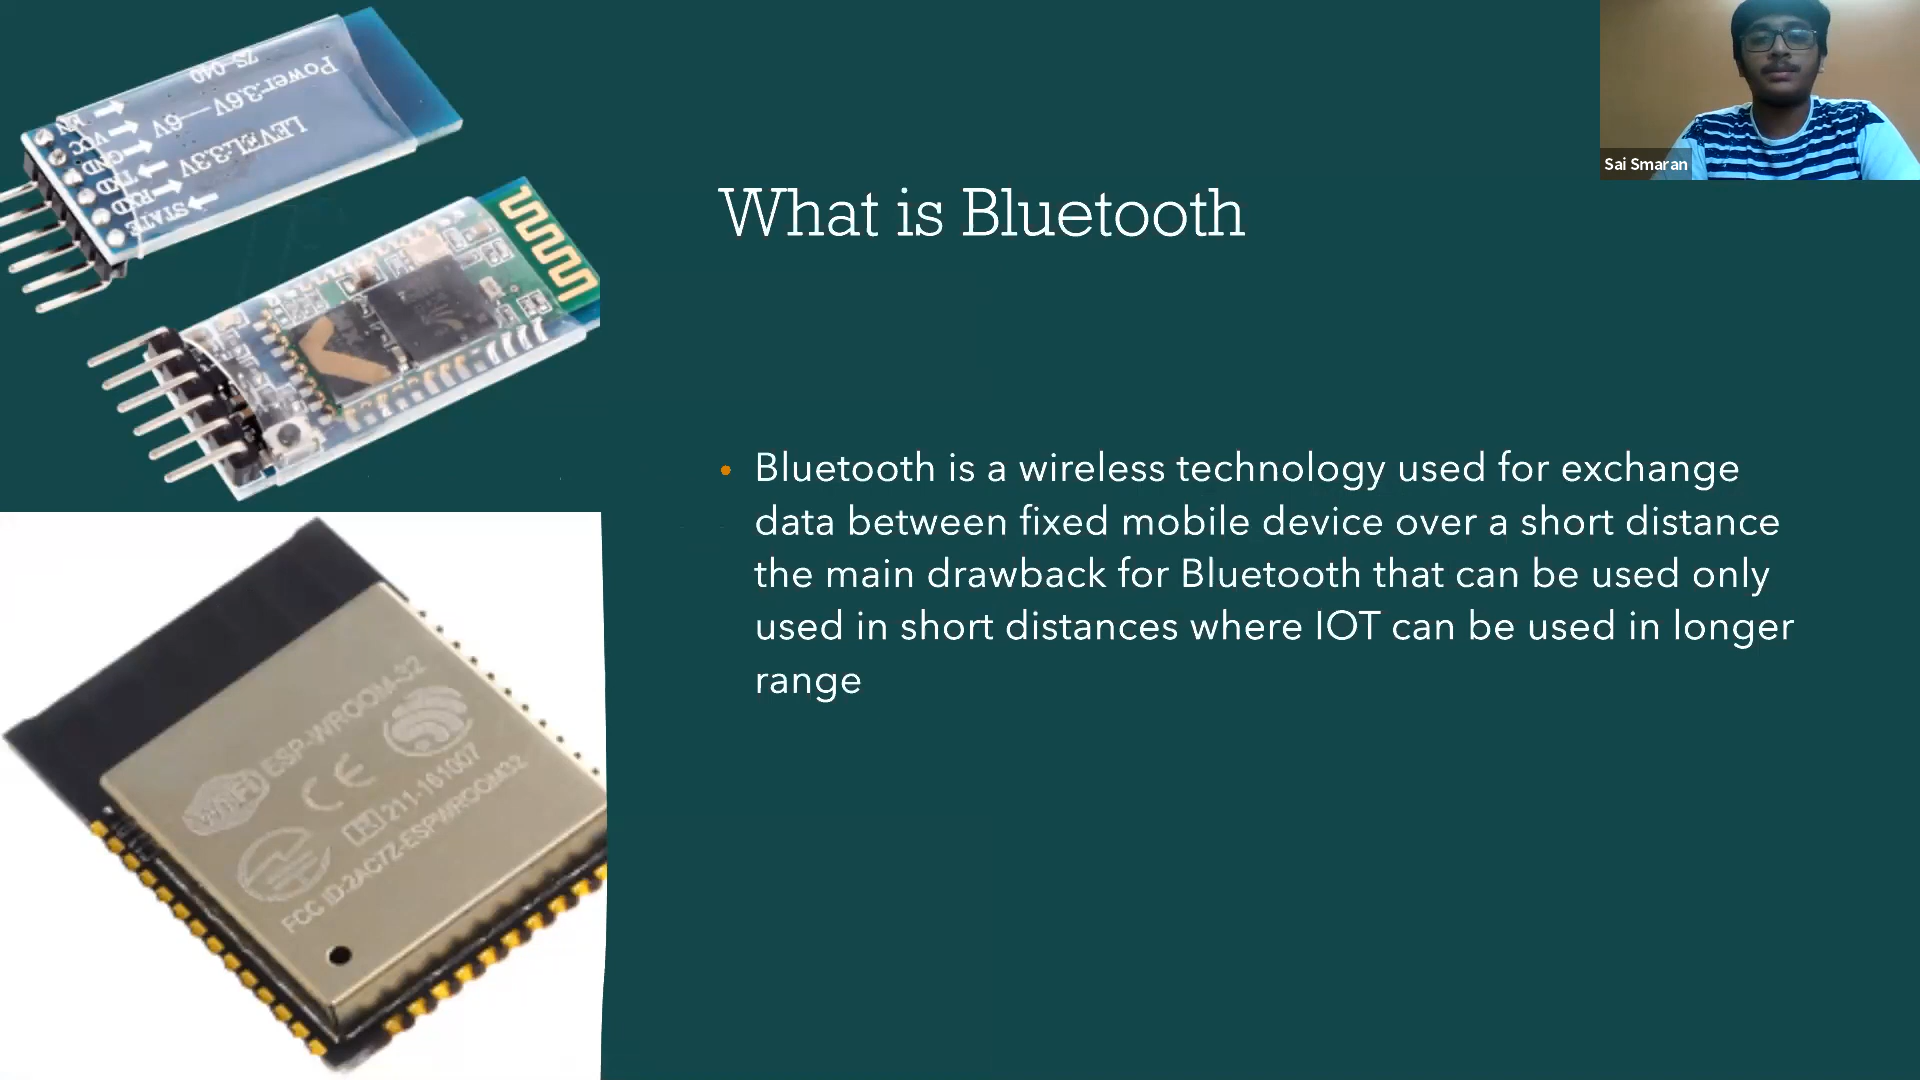 ZS-040
Power:3.6V---6V
LEVEL:3.3V
EN
VCC
GND
TXD
RXD
STATE
Sai Smaran
What is Bluetooth
• Bluetooth is a wireless technology used for exchange
data between fixed mobile device over a short distance
the main drawback for Bluetooth that can be used only
used in short distances where IOT can be used in longer
range
WiFi ESP-WROOM-32
CE
R 211-161007
FCC ID:2AC7Z-ESPWROOM32